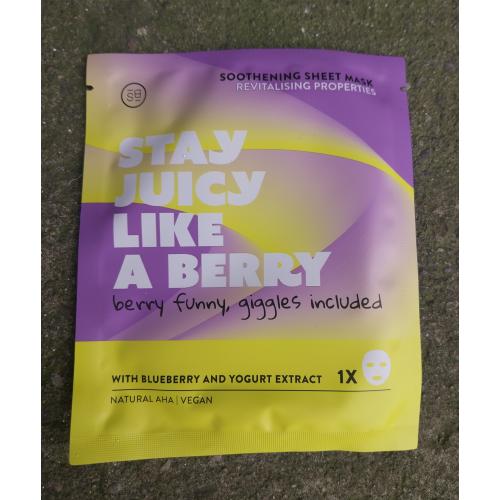 SOOTHENING SHEET MASK
REVITALISING PROPERTIES
STAY
JUICY
LIKE
A BERRY
berry funny, giggles included
WITH BLUEBERRY AND YOGURT EXTRACT 1X
NATURAL AHA | VEGAN